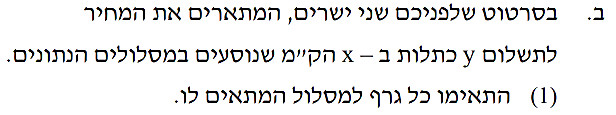 ב. בסרטוט שלפניכם שני ישרים, המתארים את המחיר
לתשלום y כתלות ב – x הק״מ שנוסעים במסלולים הנתונים.
(1) התאימו כל גרף למסלול המתאים לו.